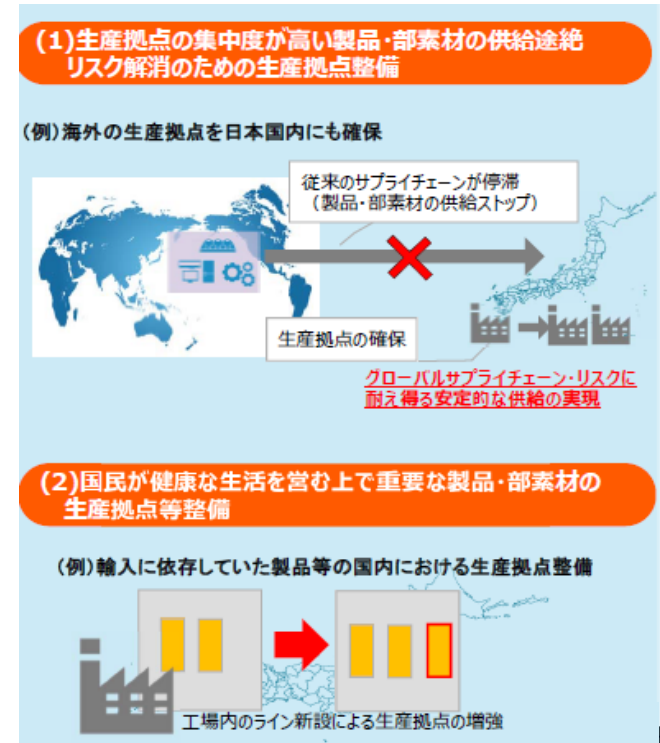 (1)生産拠点の集中度が高い製品・部素材の供給途絶
リスク解消のための生産拠点整備
(例)海外の生産拠点を日本国内にも確保
従来のサプライチェーンが停滞
(製品・部素材の供給ストップ)
生産拠点の確保
グローバルサプライチェーン・リスクに
耐え得る安定的な供給の実現
(2)国民が健康な生活を営む上で重要な製品・部素材の
生産拠点等整備
(例)輸入に依存していた製品等の国内における生産拠点整備
工場内のライン新設による生産拠点の増強